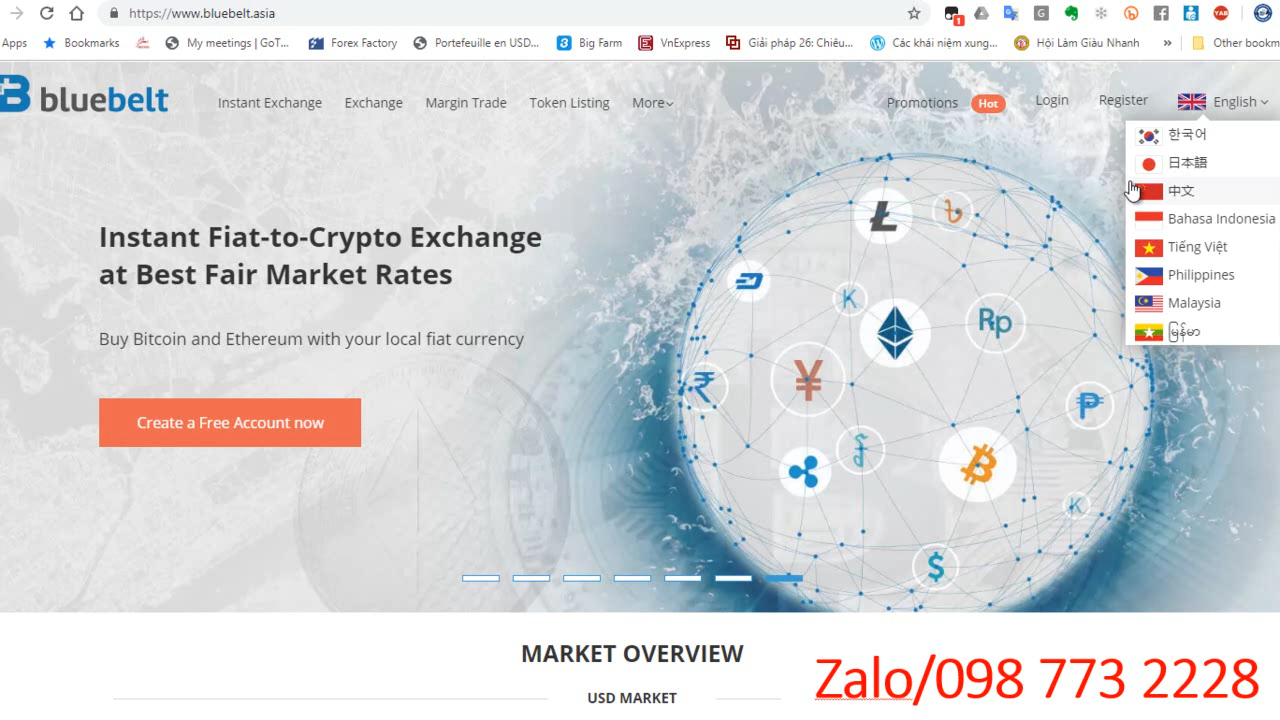 https://www.bluebelt.asia
Apps Bookmarks My meetings | GoT... Forex Factory Portefeuille en USD... Big Farm VnExpress Giải pháp 26: Chiêu... Các khái niệm xung... Hội Làm Giàu Nhanh » Other bookm
bluebelt Instant Exchange Exchange Margin Trade Token Listing More Promotions Hot Login Register English
한국어
日本語
中文
Bahasa Indonesia
Tiếng Việt
Philippines
Malaysia
မြန်မာ
Instant Fiat-to-Crypto Exchange
at Best Fair Market Rates
Buy Bitcoin and Ethereum with your local fiat currency
Create a Free Account now
MARKET OVERVIEW
USD MARKET
Zalo/098 773 2228